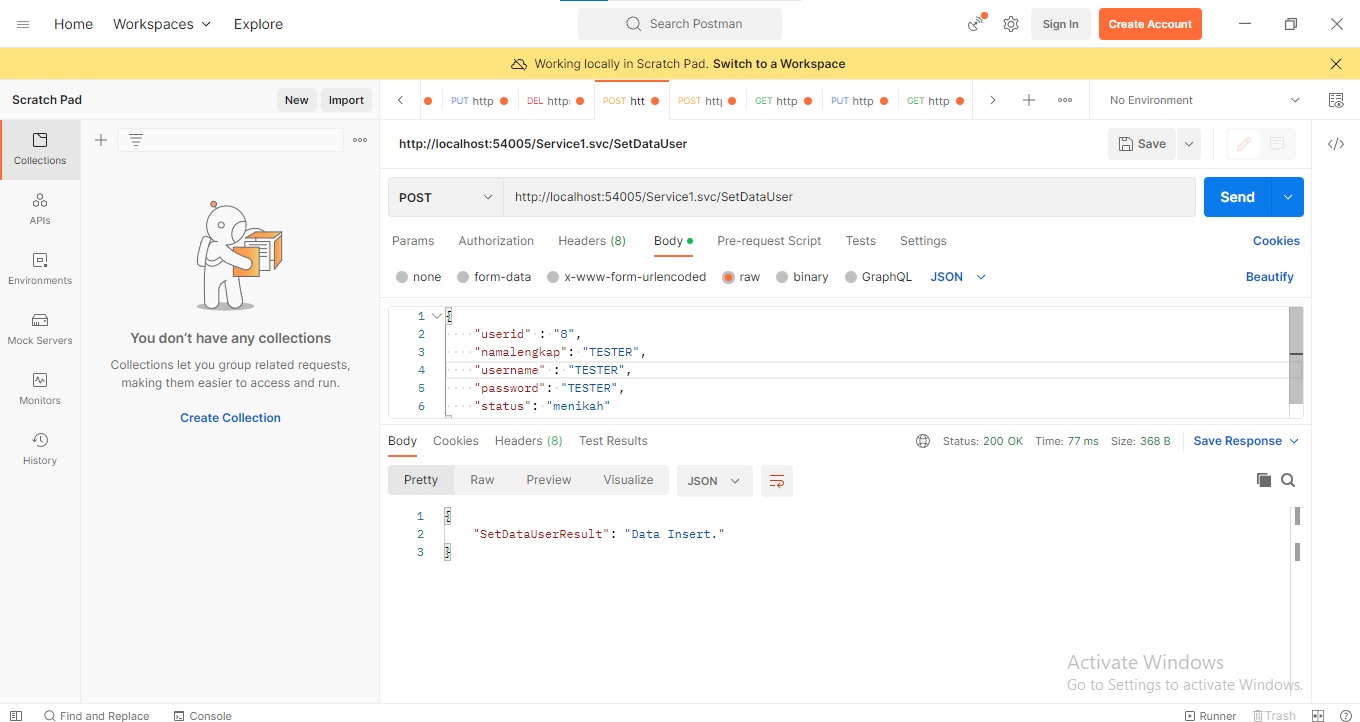 Home Workspaces Explore Search Postman Sign In Create Account
Working locally in Scratch Pad. Switch to a Workspace
Scratch Pad New Import PUT http DEL http POST htt POST http GET http PUT http GET http No Environment
Collections
APIs
Environments
Mock Servers
Monitors
History
You don't have any collections
Collections let you group related requests,
making them easier to access and run.
Create Collection
http://localhost:54005/Service1.svc/SetDataUser Save
POST http://localhost:54005/Service1.svc/SetDataUser Send
Params Authorization Headers (8) Body Pre-request Script Tests Settings Cookies
none form-data x-www-form-urlencoded raw binary GraphQL JSON Beautify
1 {
2 "userid" : "8",
3 "namalengkap": "TESTER",
4 "username" : "TESTER",
5 "password": "TESTER",
6 "status": "menikah"
Body Cookies Headers (8) Test Results Status: 200 OK Time: 77 ms Size: 368 B Save Response
Pretty Raw Preview Visualize JSON
1 {
2 "SetDataUserResult": "Data Insert."
3 }
Activate Windows
Go to Settings to activate Windows.
Find and Replace Console Runner Trash